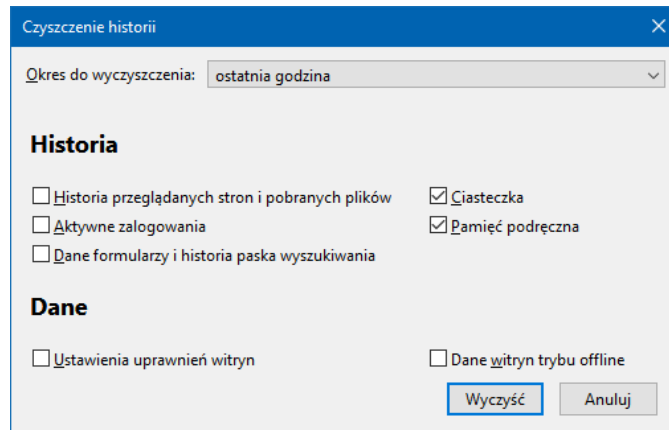 Czyszczenie historii
Okres do wyczyszczenia: ostatnia godzina
Historia
Historia przeglądanych stron i pobranych plików Ciasteczka
Aktywne zalogowania Pamięć podręczna
Dane formularzy i historia paska wyszukiwania
Dane
Ustawienia uprawnień witryn Dane witryn trybu offline
Wyczyść Anuluj